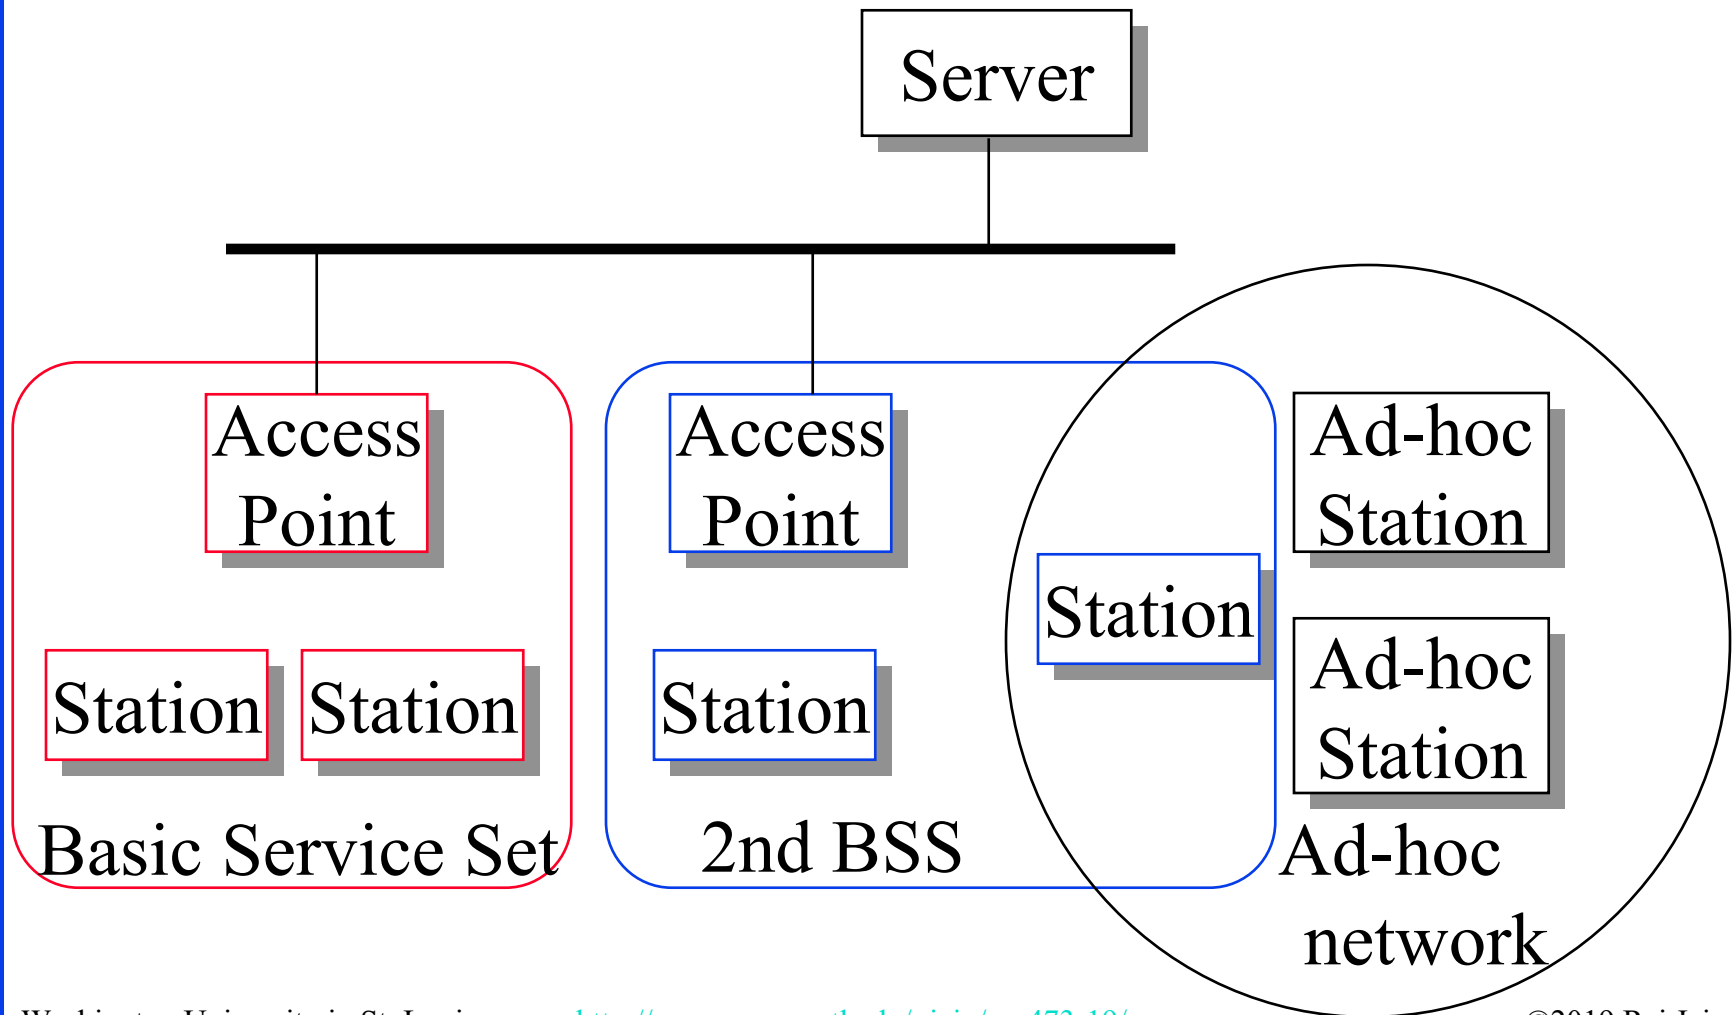 Server
Access
Point
Access
Point
Ad-hoc
Station
Station
Ad-hoc
Station
Station
Station
Station
Basic Service Set
2nd BSS
Ad-hoc
network